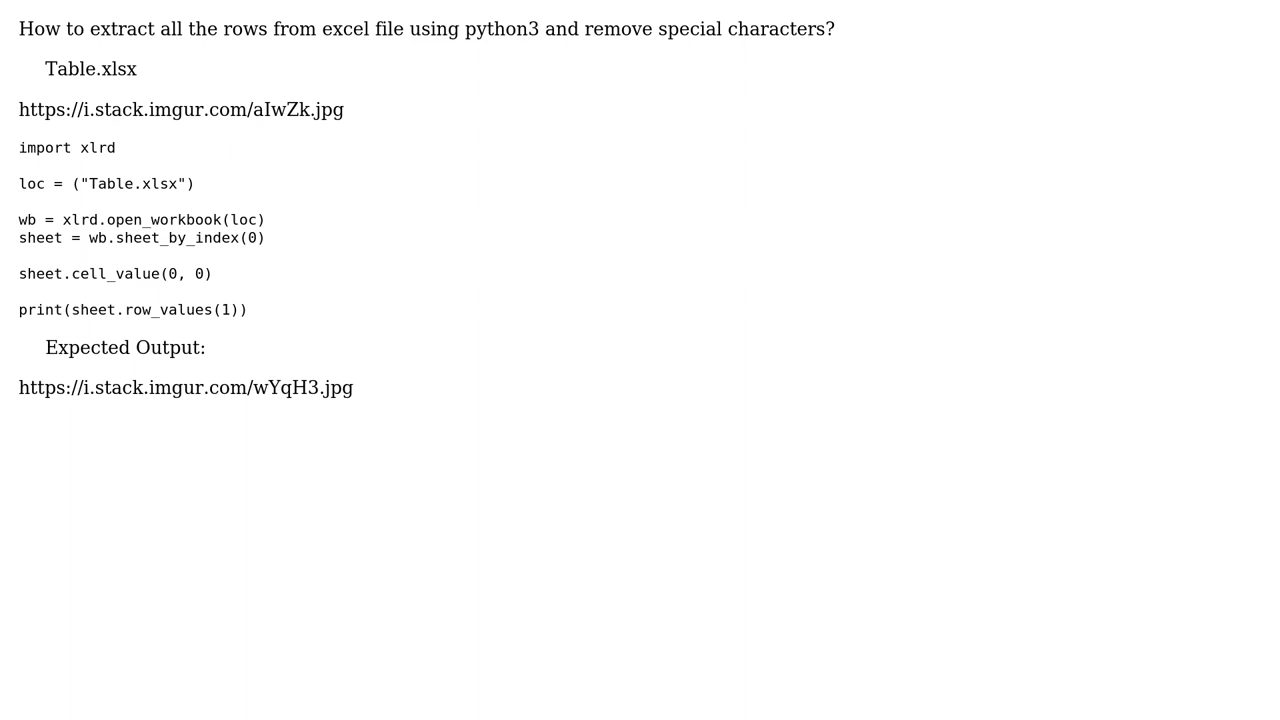 How to extract all the rows from excel file using python3 and remove special characters?
Table.xlsx
https://i.stack.imgur.com/aIwZk.jpg
import xlrd
loc = ("Table.xlsx")
wb = xlrd.open_workbook(loc)
sheet = wb.sheet_by_index(0)
sheet.cell_value(0, 0)
print(sheet.row_values(1))
Expected Output:
https://i.stack.imgur.com/wYqH3.jpg